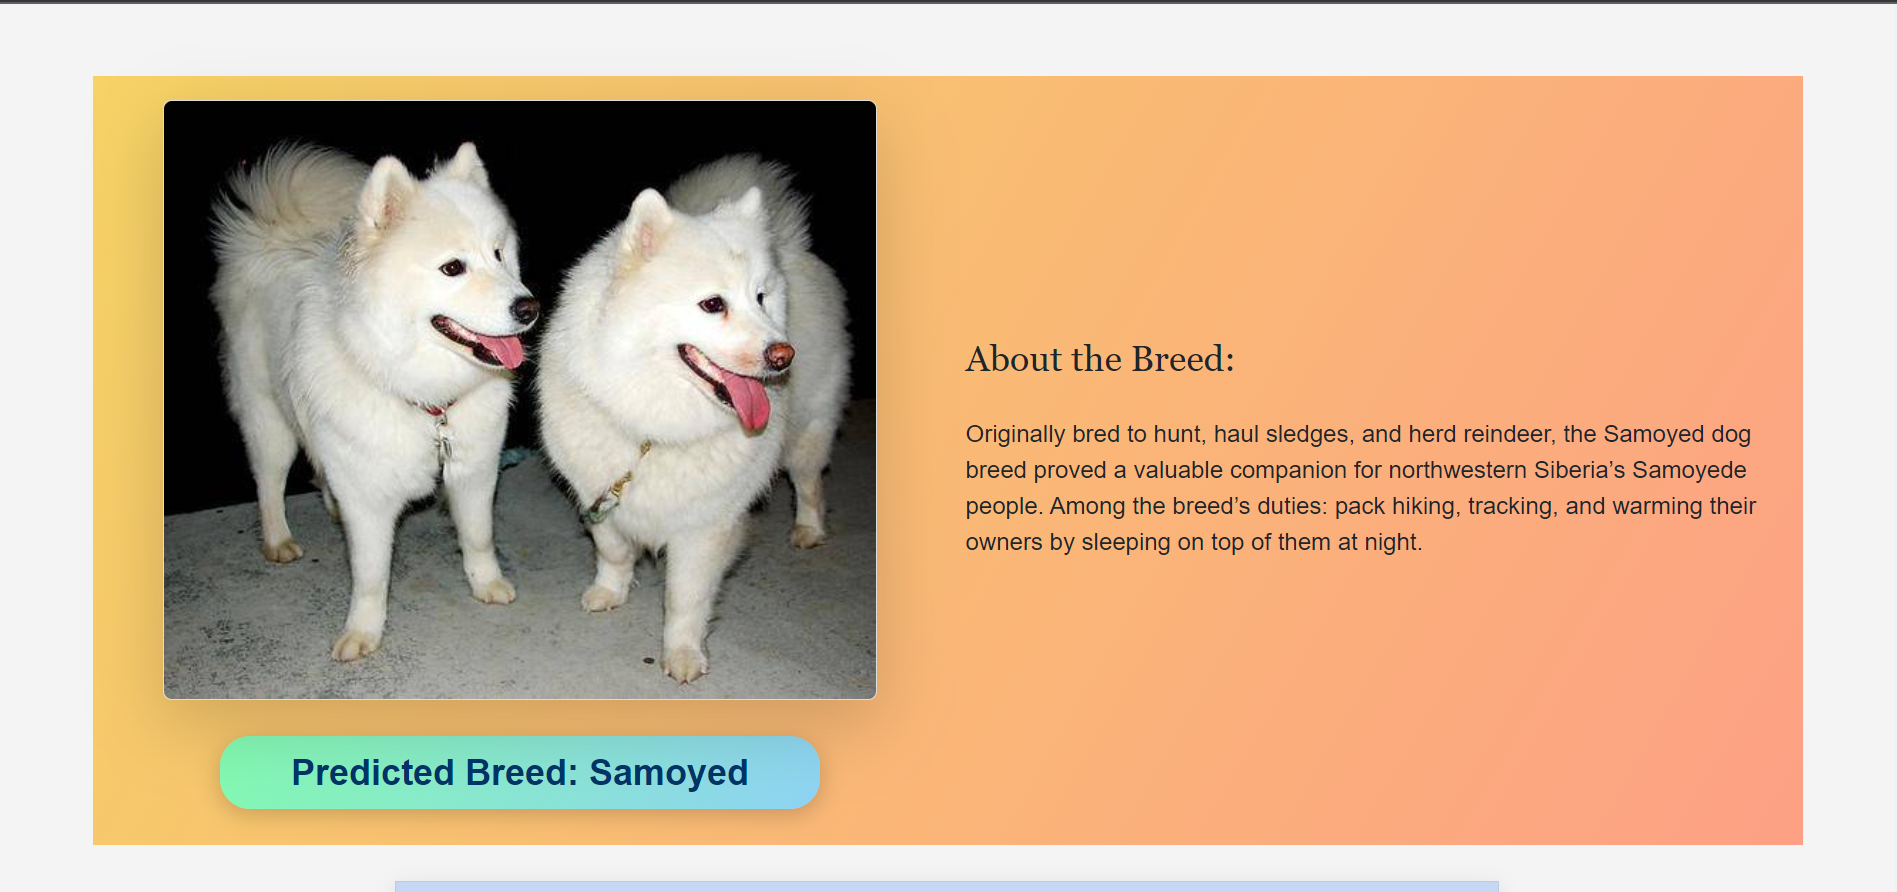 About the Breed:
Originally bred to hunt, haul sledges, and herd reindeer, the Samoyed dog
breed proved a valuable companion for northwestern Siberia’s Samoyede
people. Among the breed’s duties: pack hiking, tracking, and warming their
owners by sleeping on top of them at night.
Predicted Breed: Samoyed